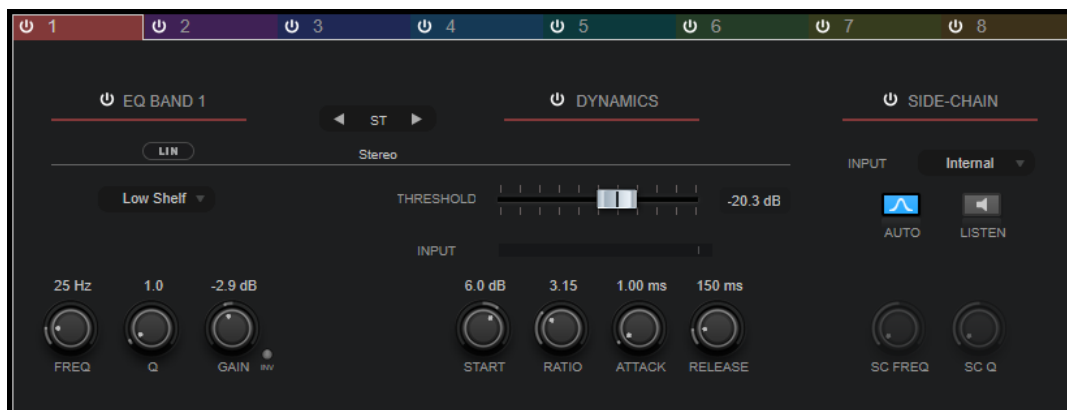 1 2 3 4 5 6 7 8
EQ BAND 1 DYNAMICS SIDE-CHAIN
ST
LIN Stereo
INPUT Internal
Low Shelf THRESHOLD -20.3 dB
AUTO LISTEN
INPUT
25 Hz 1.0 -2.9 dB 6.0 dB 3.15 1.00 ms 150 ms
FREQ Q GAIN INV START RATIO ATTACK RELEASE SC FREQ SC Q